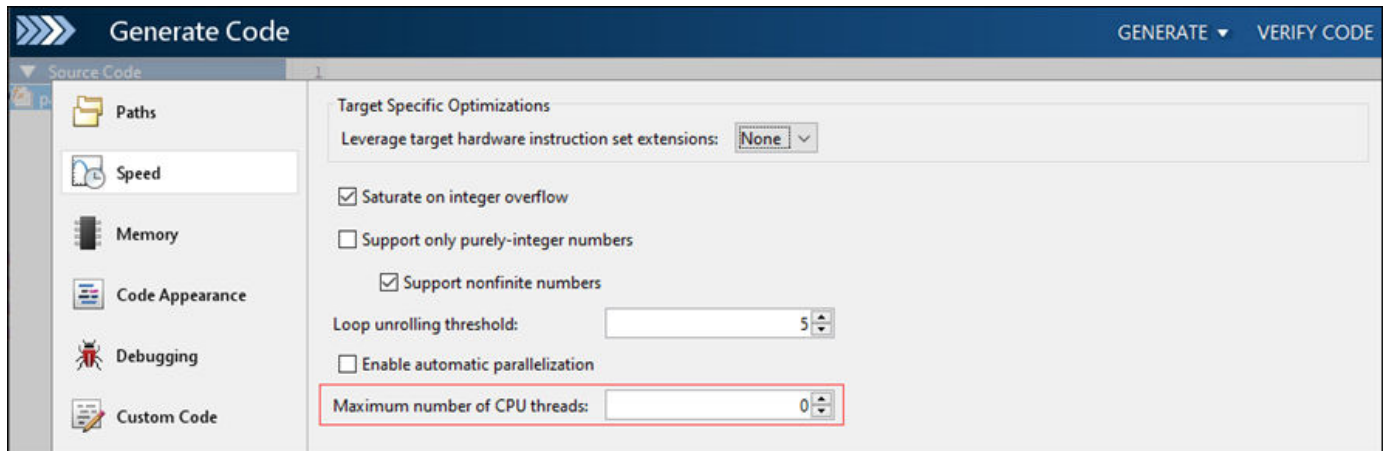 Generate Code
GENERATE VERIFY CODE
Source Code
1
p
Paths
Speed
Memory
Code Appearance
Debugging
Custom Code
Target Specific Optimizations
Leverage target hardware instruction set extensions: None
Saturate on integer overflow
Support only purely-integer numbers
Support nonfinite numbers
Loop unrolling threshold: 5
Enable automatic parallelization
Maximum number of CPU threads: 0